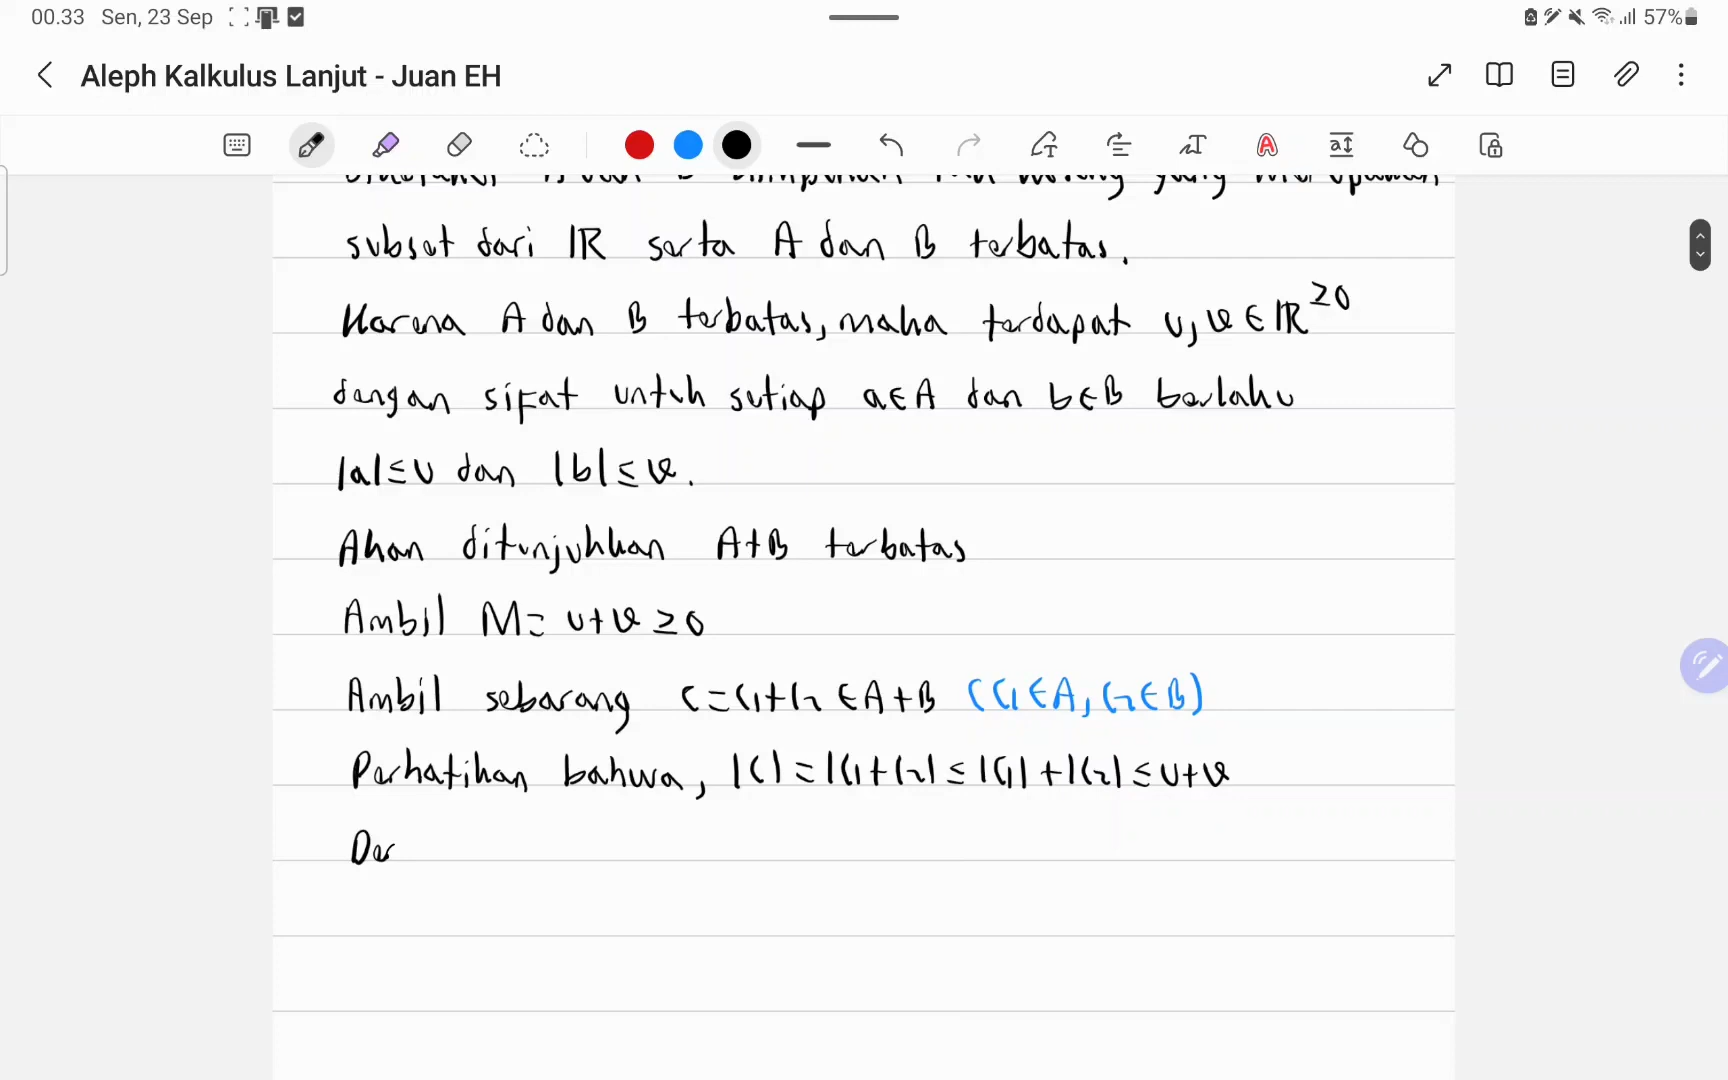 00.33 Sen, 23 Sep 57%
Aleph Kalkulus Lanjut - Juan EH
subset dari ℝ serta A dan B terbatas.
Karena A dan B terbatas, maka terdapat u, v ∈ ℝ^≥0
dengan sifat untuk setiap a∈A dan b∈B berlaku
|a| ≤ u dan |b| ≤ v.
Akan ditunjukkan A+B terbatas
Ambil M = u+v ≥ 0
Ambil sebarang c = c₁+c₂ ∈ A+B (c₁∈A, c₂∈B)
Perhatikan bahwa, |c| = |c₁+c₂| ≤ |c₁|+|c₂| ≤ u+v
Dar